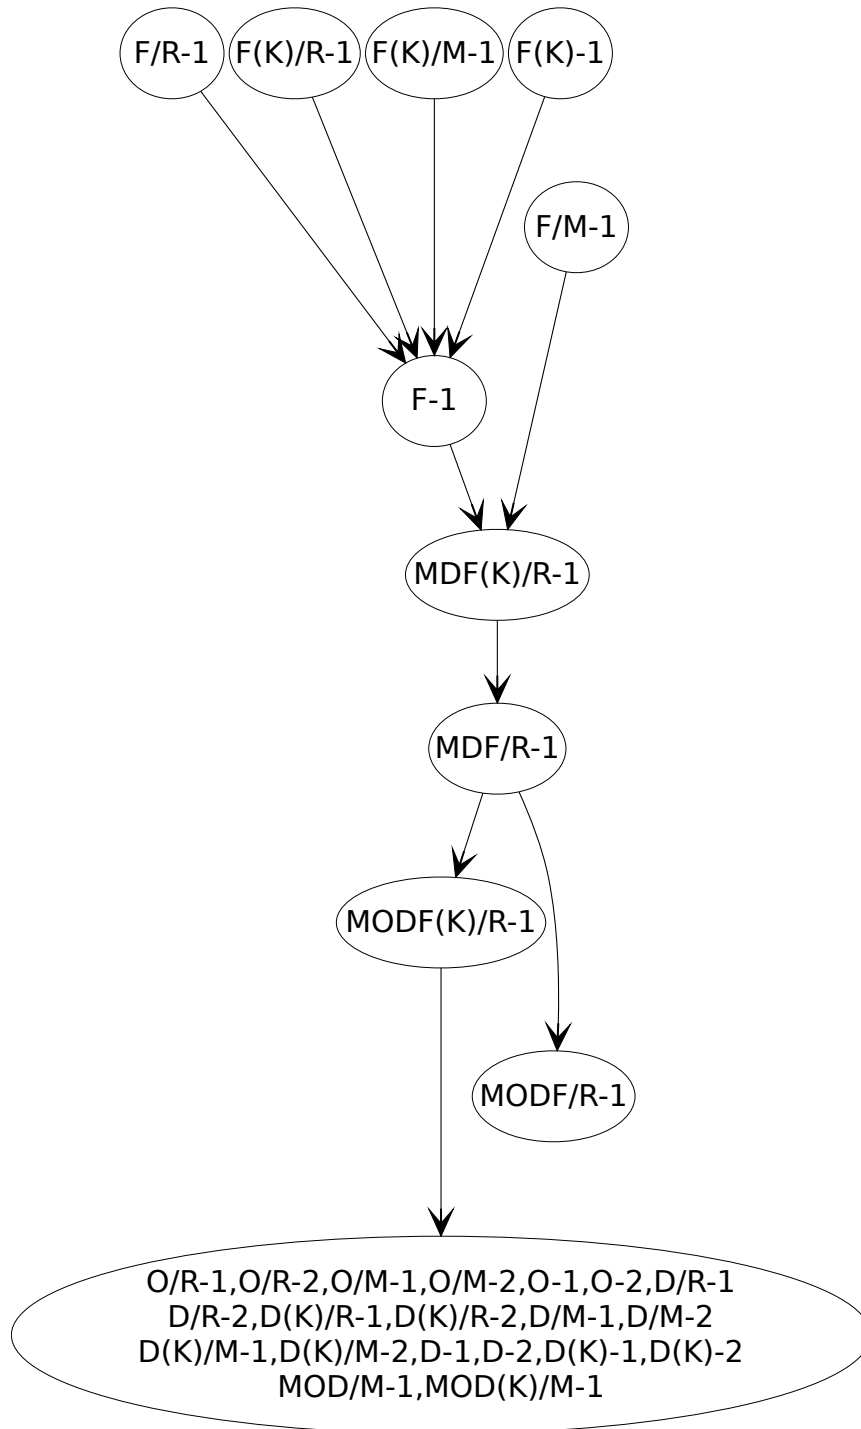 F/R-1
F(K)/R-1
F(K)/M-1
F(K)-1
F/M-1
F-1
MDF(K)/R-1
MDF/R-1
MODF(K)/R-1
MODF/R-1
O/R-1,O/R-2,O/M-1,O/M-2,O-1,O-2,D/R-1
D/R-2,D(K)/R-1,D(K)/R-2,D/M-1,D/M-2
D(K)/M-1,D(K)/M-2,D-1,D-2,D(K)-1,D(K)-2
MOD/M-1,MOD(K)/M-1